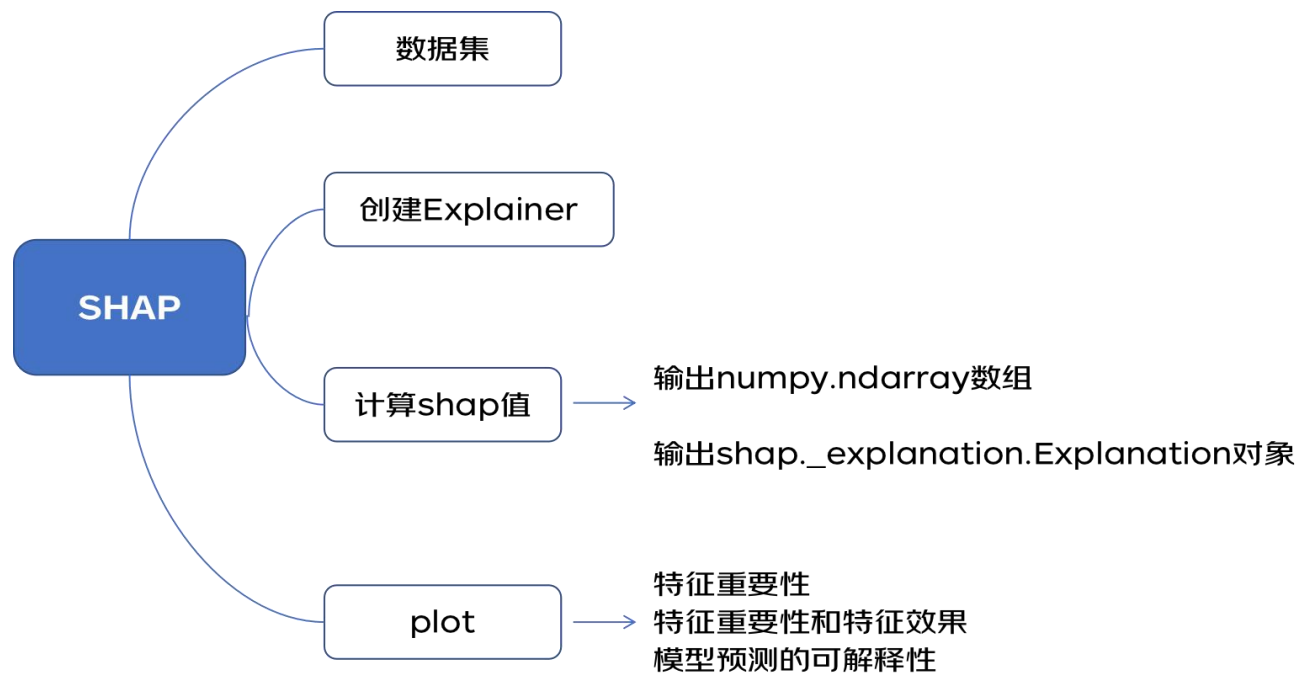 数据集
创建Explainer
SHAP
计算shap值
输出numpy.ndarray数组
输出shap._explanation.Explanation对象
plot
特征重要性
特征重要性和特征效果
模型预测的可解释性